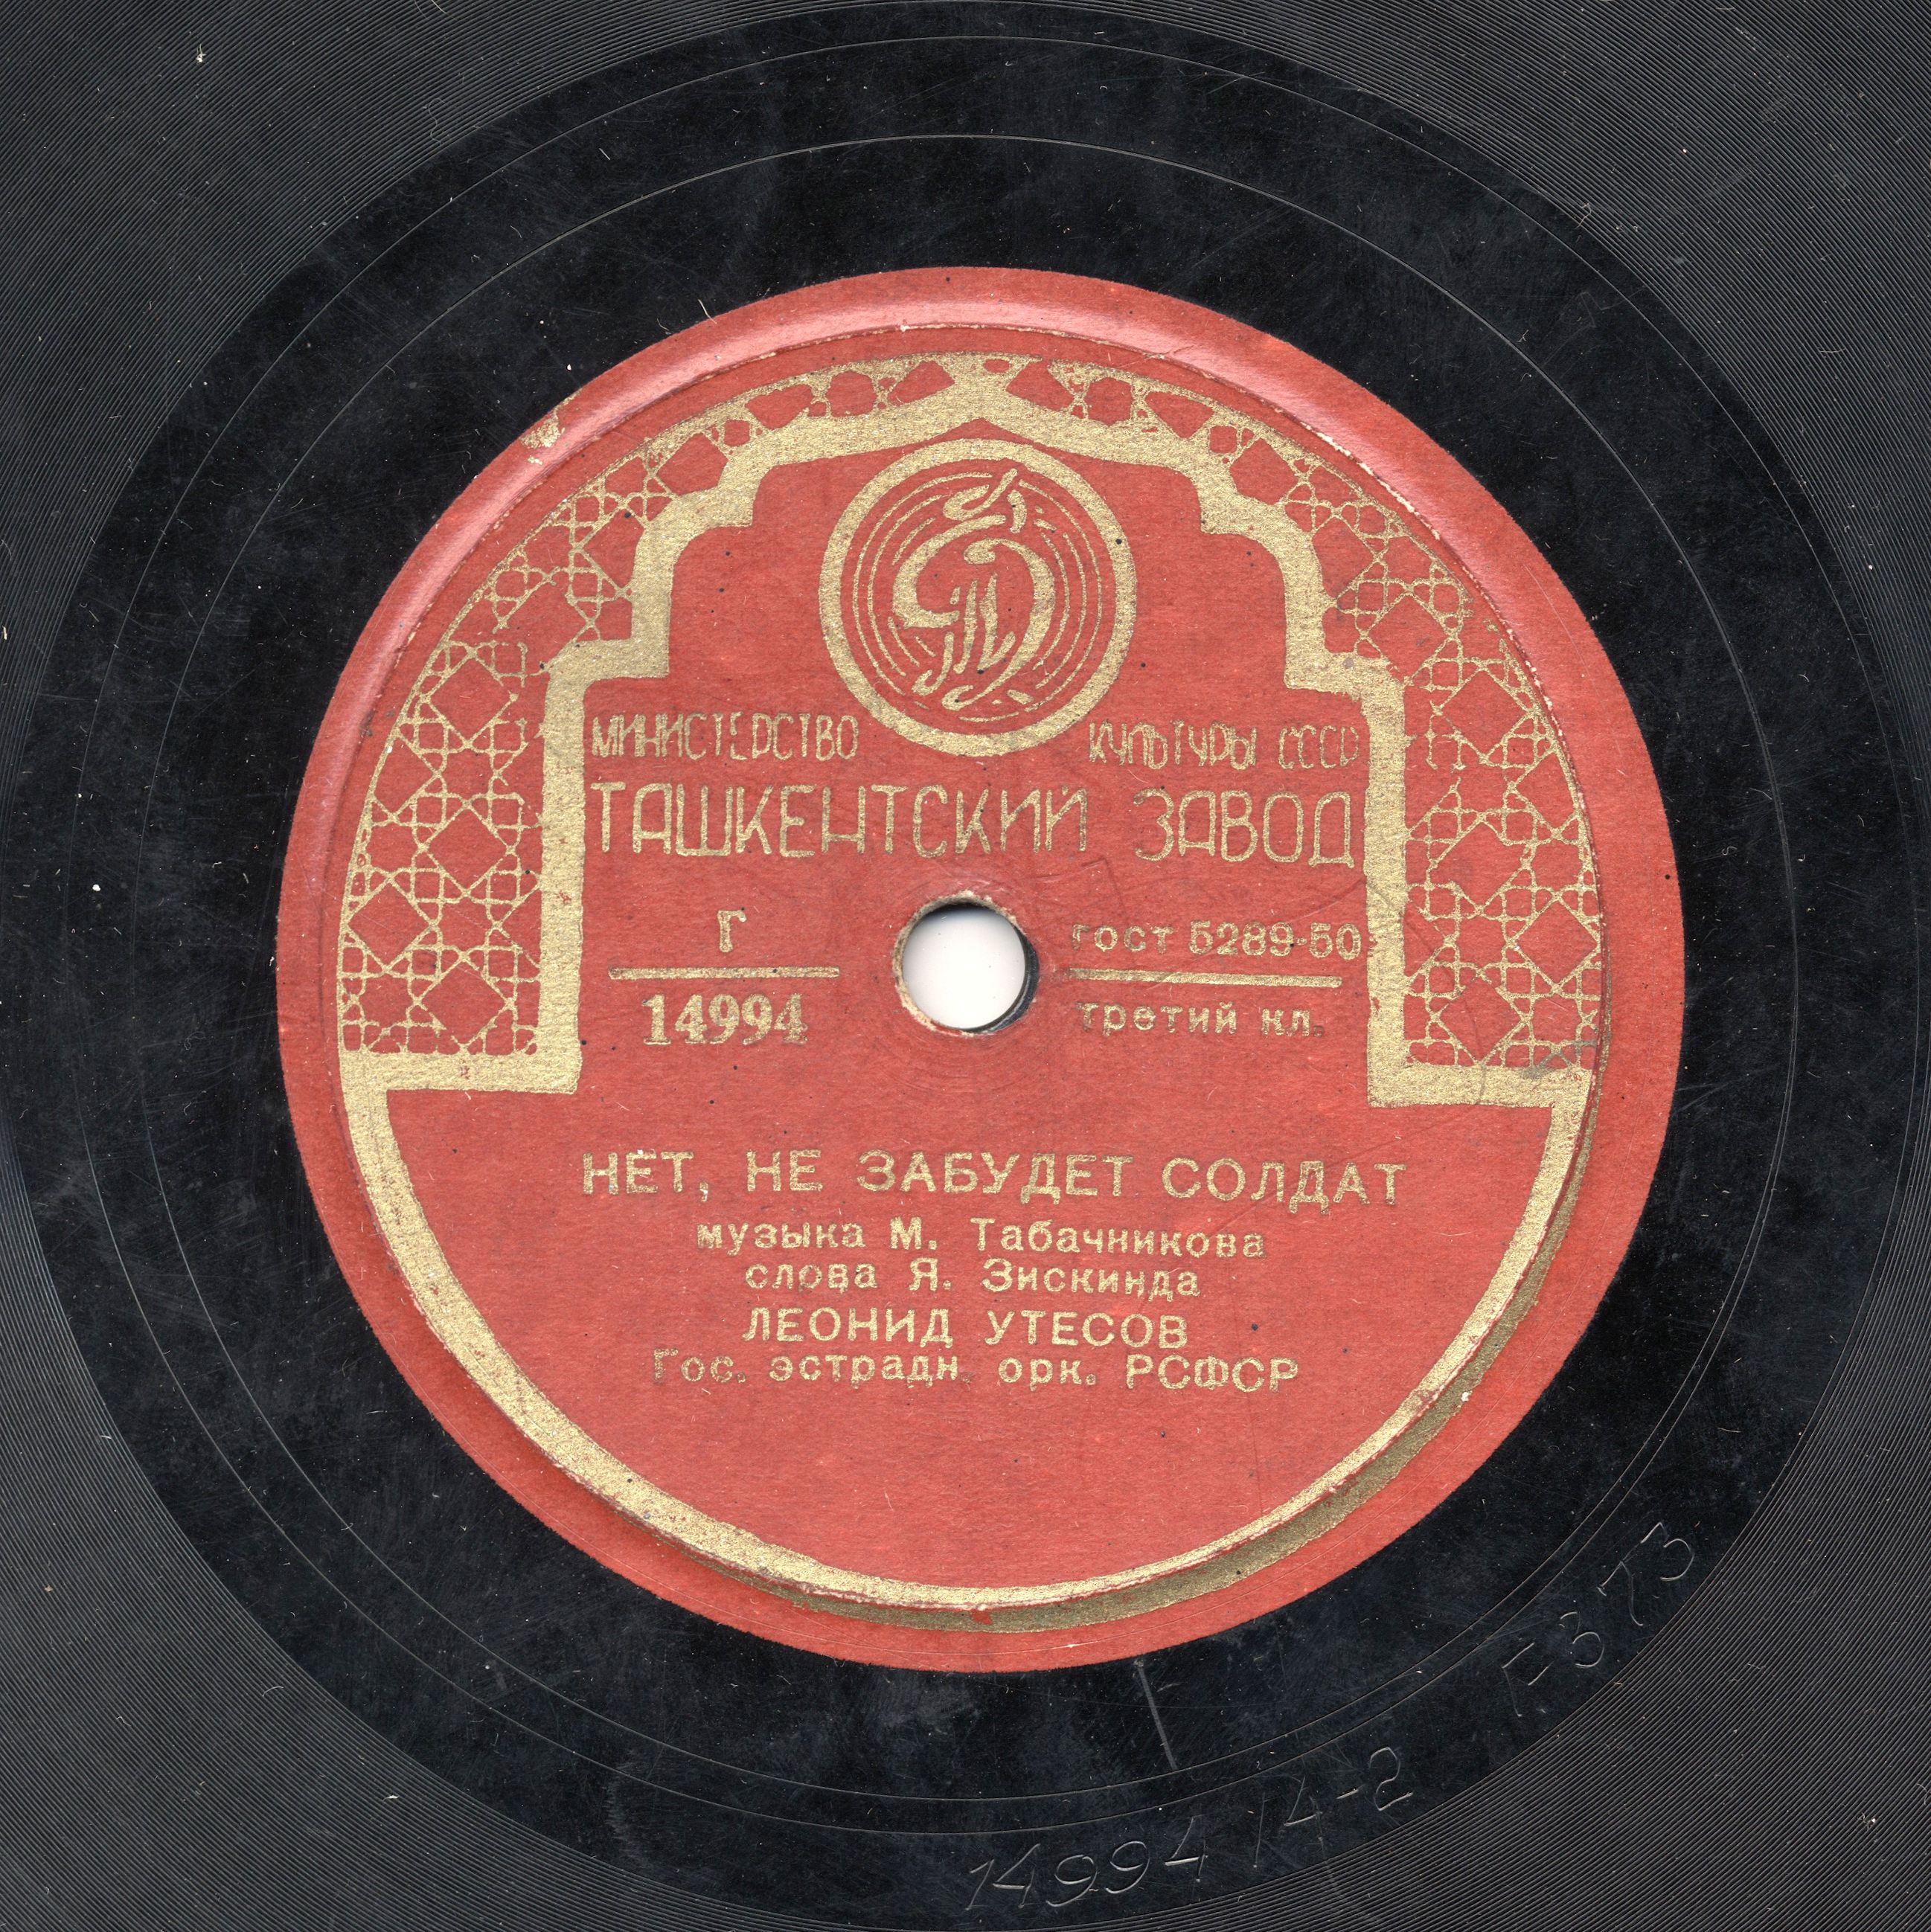 МИНИСТЕРСТВО КУЛЬТУРЫ СССР
ТАШКЕНТСКИЙ ЗАВОД
Г
14994
ГОСТ 5289-50
третий кл.
НЕТ, НЕ ЗАБУДЕТ СОЛДАТ
музыка М. Табачникова
слова Я. Зискинда
ЛЕОНИД УТЕСОВ
Гос. эстрадн. орк. РСФСР
14994 14-2
373